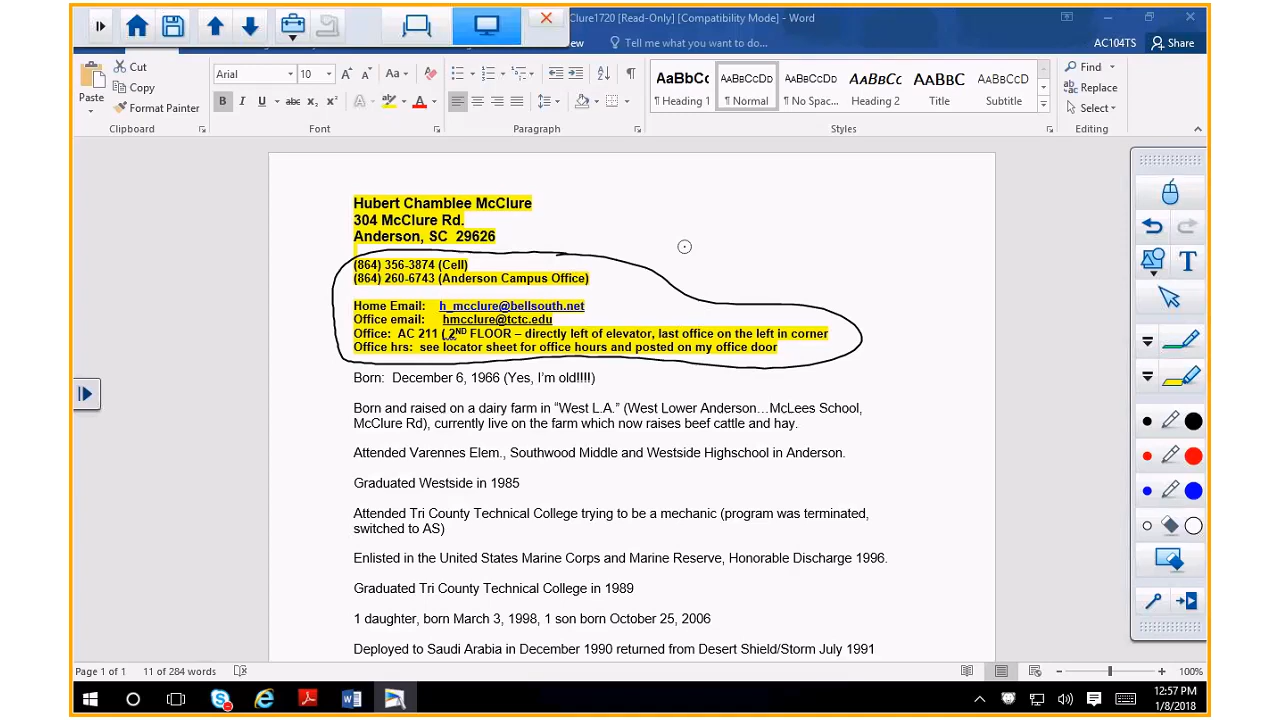 Clure1720 [Read-Only] [Compatibility Mode] - Word
ew Tell me what you want to do... AC104TS Share
Paste Cut Copy Format Painter
Clipboard
Arial 10
B I U abc x₂ x² A A
Font
Paragraph
AaBbCc AaBbCcDd AaBbCcDd AaBbCc AaBbC AaBbCcD
¶ Heading 1 ¶ Normal ¶ No Spac... Heading 2 Title Subtitle
Styles
Find
Replace
Select
Editing
Hubert Chamblee McClure
304 McClure Rd.
Anderson, SC 29626
(864) 356-3874 (Cell)
(864) 260-6743 (Anderson Campus Office)
Home Email: h_mcclure@bellsouth.net
Office email: hmcclure@tctc.edu
Office: AC 211 ( 2ND FLOOR – directly left of elevator, last office on the left in corner
Office hrs: see locator sheet for office hours and posted on my office door
Born: December 6, 1966 (Yes, I’m old!!!!)
Born and raised on a dairy farm in “West L.A.” (West Lower Anderson…McLees School,
McClure Rd), currently live on the farm which now raises beef cattle and hay.
Attended Varennes Elem., Southwood Middle and Westside Highschool in Anderson.
Graduated Westside in 1985
Attended Tri County Technical College trying to be a mechanic (program was terminated,
switched to AS)
Enlisted in the United States Marine Corps and Marine Reserve, Honorable Discharge 1996.
Graduated Tri County Technical College in 1989
1 daughter, born March 3, 1998, 1 son born October 25, 2006
Deployed to Saudi Arabia in December 1990 returned from Desert Shield/Storm July 1991
Page 1 of 1 11 of 284 words 100%
12:57 PM
1/8/2018